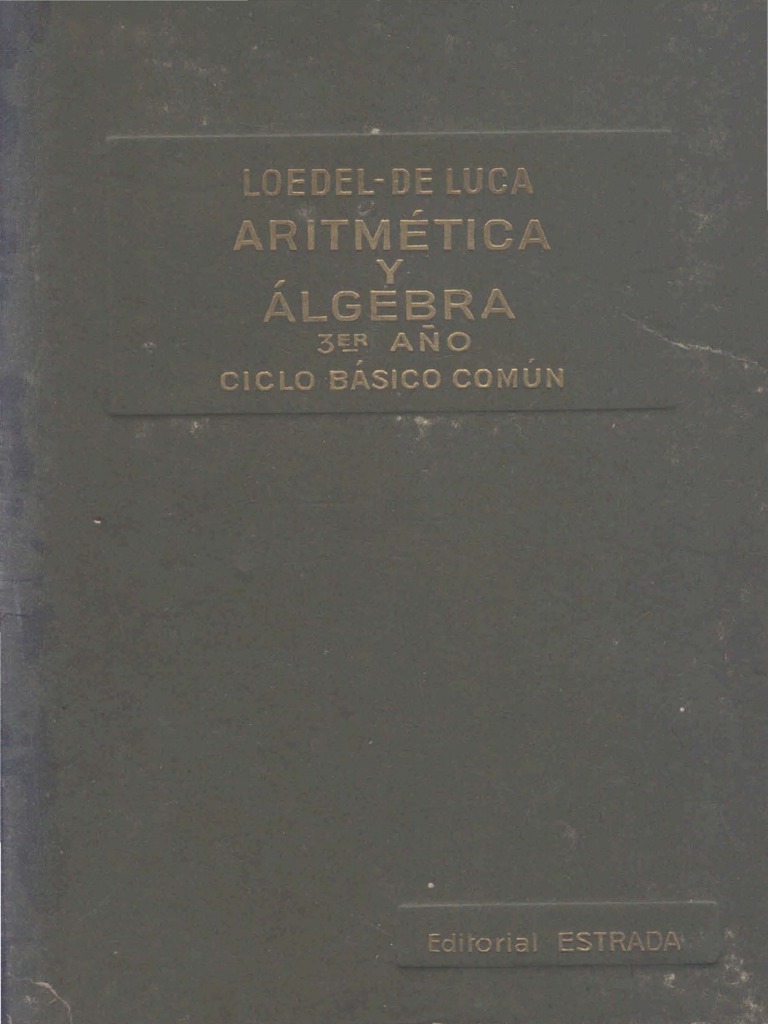 LOEDEL-DE LUCA
ARITMÉTICA
Y
ÁLGEBRA
3ER AÑO
CICLO BÁSICO COMÚN
Editorial ESTRADA